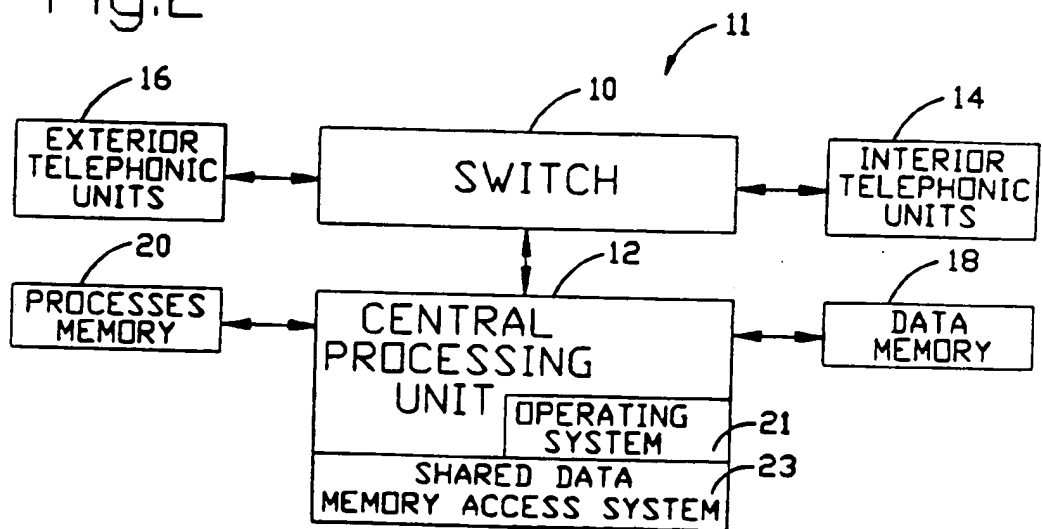 Fig.2
11
16
10
14
EXTERIOR
TELEPHONIC
UNITS
SWITCH
INTERIOR
TELEPHONIC
UNITS
20
12
18
PROCESSES
MEMORY
CENTRAL
PROCESSING
UNIT
DATA
MEMORY
OPERATING
SYSTEM
21
SHARED DATA
MEMORY ACCESS SYSTEM
23